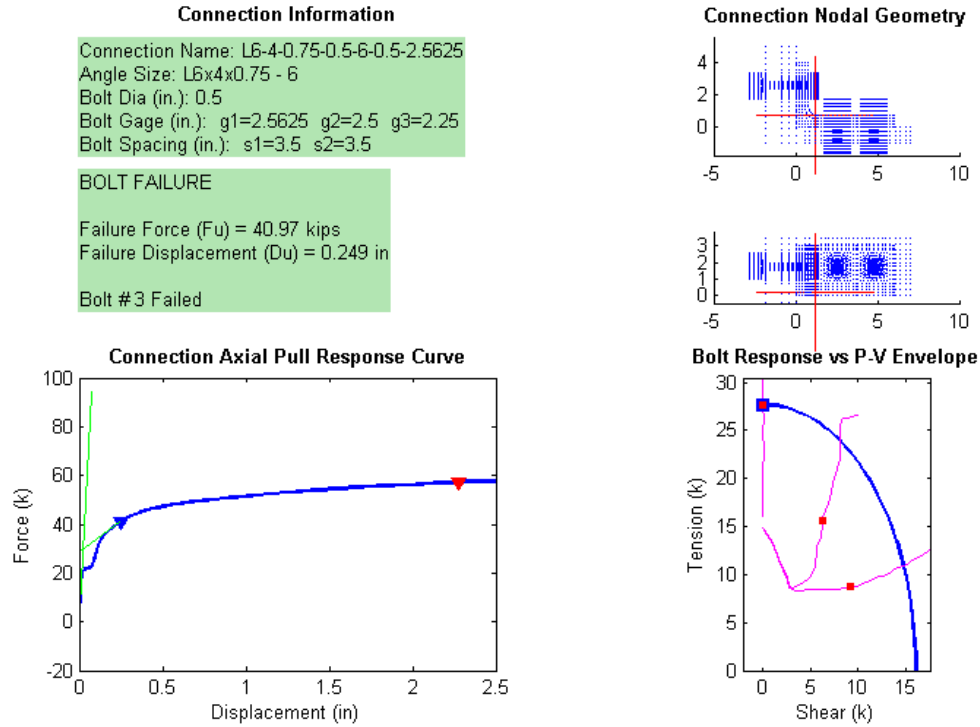 Connection Information
Connection Name: L6-4-0.75-0.5-6-0.5-2.5625
Angle Size: L6x4x0.75 - 6
Bolt Dia (in.): 0.5
Bolt Gage (in.): g1=2.5625 g2=2.5 g3=2.25
Bolt Spacing (in.): s1=3.5 s2=3.5
BOLT FAILURE
Failure Force (Fu) = 40.97 kips
Failure Displacement (Du) = 0.249 in
Bolt #3 Failed
Connection Nodal Geometry
4
2
0
-5 0 5 10
3
2
1
0
-5 0 5 10
Connection Axial Pull Response Curve
Force (k)
100
80
60
40
20
0
-20
0 0.5 1 1.5 2 2.5
Displacement (in)
Bolt Response vs P-V Envelope
Tension (k)
30
25
20
15
10
5
0
0 5 10 15
Shear (k)